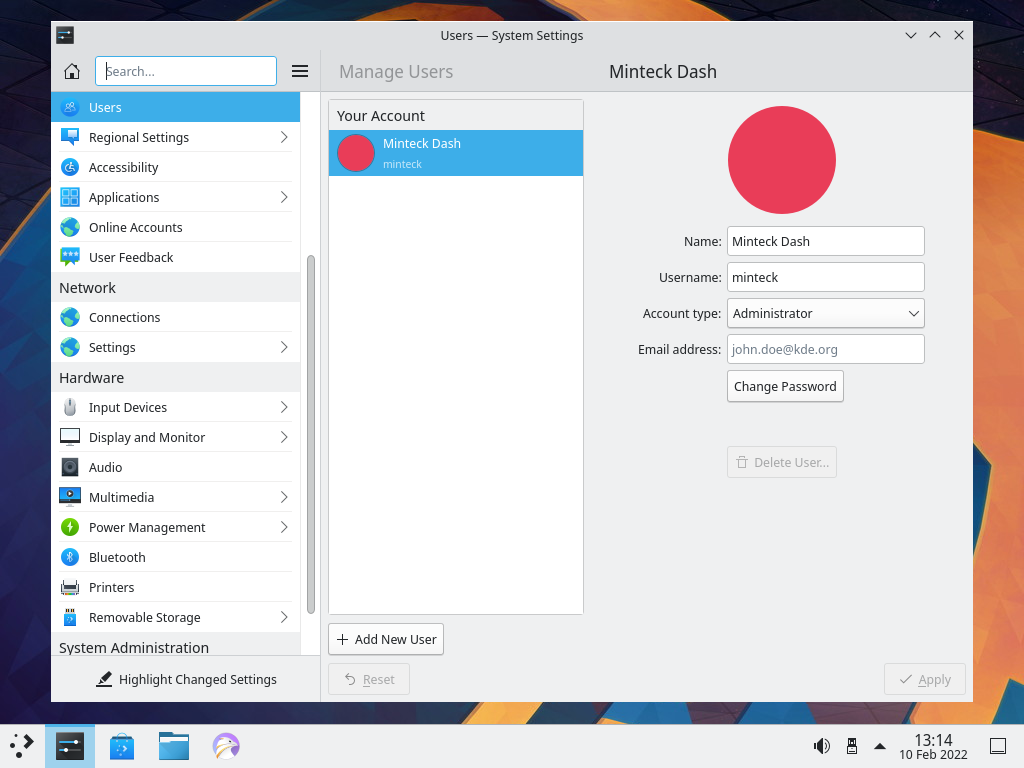 Users — System Settings
Search...
Manage Users
Minteck Dash
Users
Regional Settings
Accessibility
Applications
Online Accounts
User Feedback
Network
Connections
Settings
Hardware
Input Devices
Display and Monitor
Audio
Multimedia
Power Management
Bluetooth
Printers
Removable Storage
System Administration
Highlight Changed Settings
Your Account
Minteck Dash
minteck
Add New User
Reset
Name: Minteck Dash
Username: minteck
Account type: Administrator
Email address: john.doe@kde.org
Change Password
Delete User...
Apply
13:14
10 Feb 2022